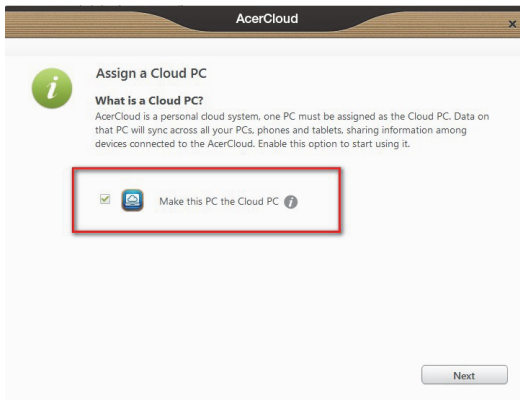 AcerCloud
x
Assign a Cloud PC
What is a Cloud PC?
AcerCloud is a personal cloud system, one PC must be assigned as the Cloud PC. Data on
that PC will sync across all your PCs, phones and tablets, sharing information among
devices connected to the AcerCloud. Enable this option to start using it.
Make this PC the Cloud PC
Next